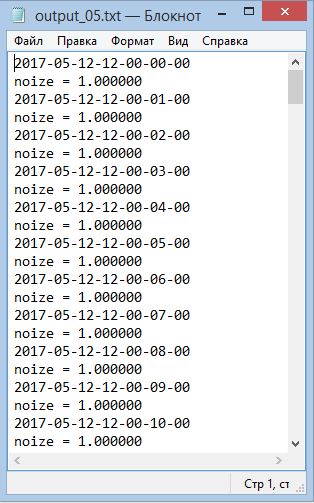 output_05.txt — Блокнот
Файл Правка Формат Вид Справка
2017-05-12-12-00-00-00
noize = 1.000000
2017-05-12-12-00-01-00
noize = 1.000000
2017-05-12-12-00-02-00
noize = 1.000000
2017-05-12-12-00-03-00
noize = 1.000000
2017-05-12-12-00-04-00
noize = 1.000000
2017-05-12-12-00-05-00
noize = 1.000000
2017-05-12-12-00-06-00
noize = 1.000000
2017-05-12-12-00-07-00
noize = 1.000000
2017-05-12-12-00-08-00
noize = 1.000000
2017-05-12-12-00-09-00
noize = 1.000000
2017-05-12-12-00-10-00
noize = 1.000000
Стр 1, ст